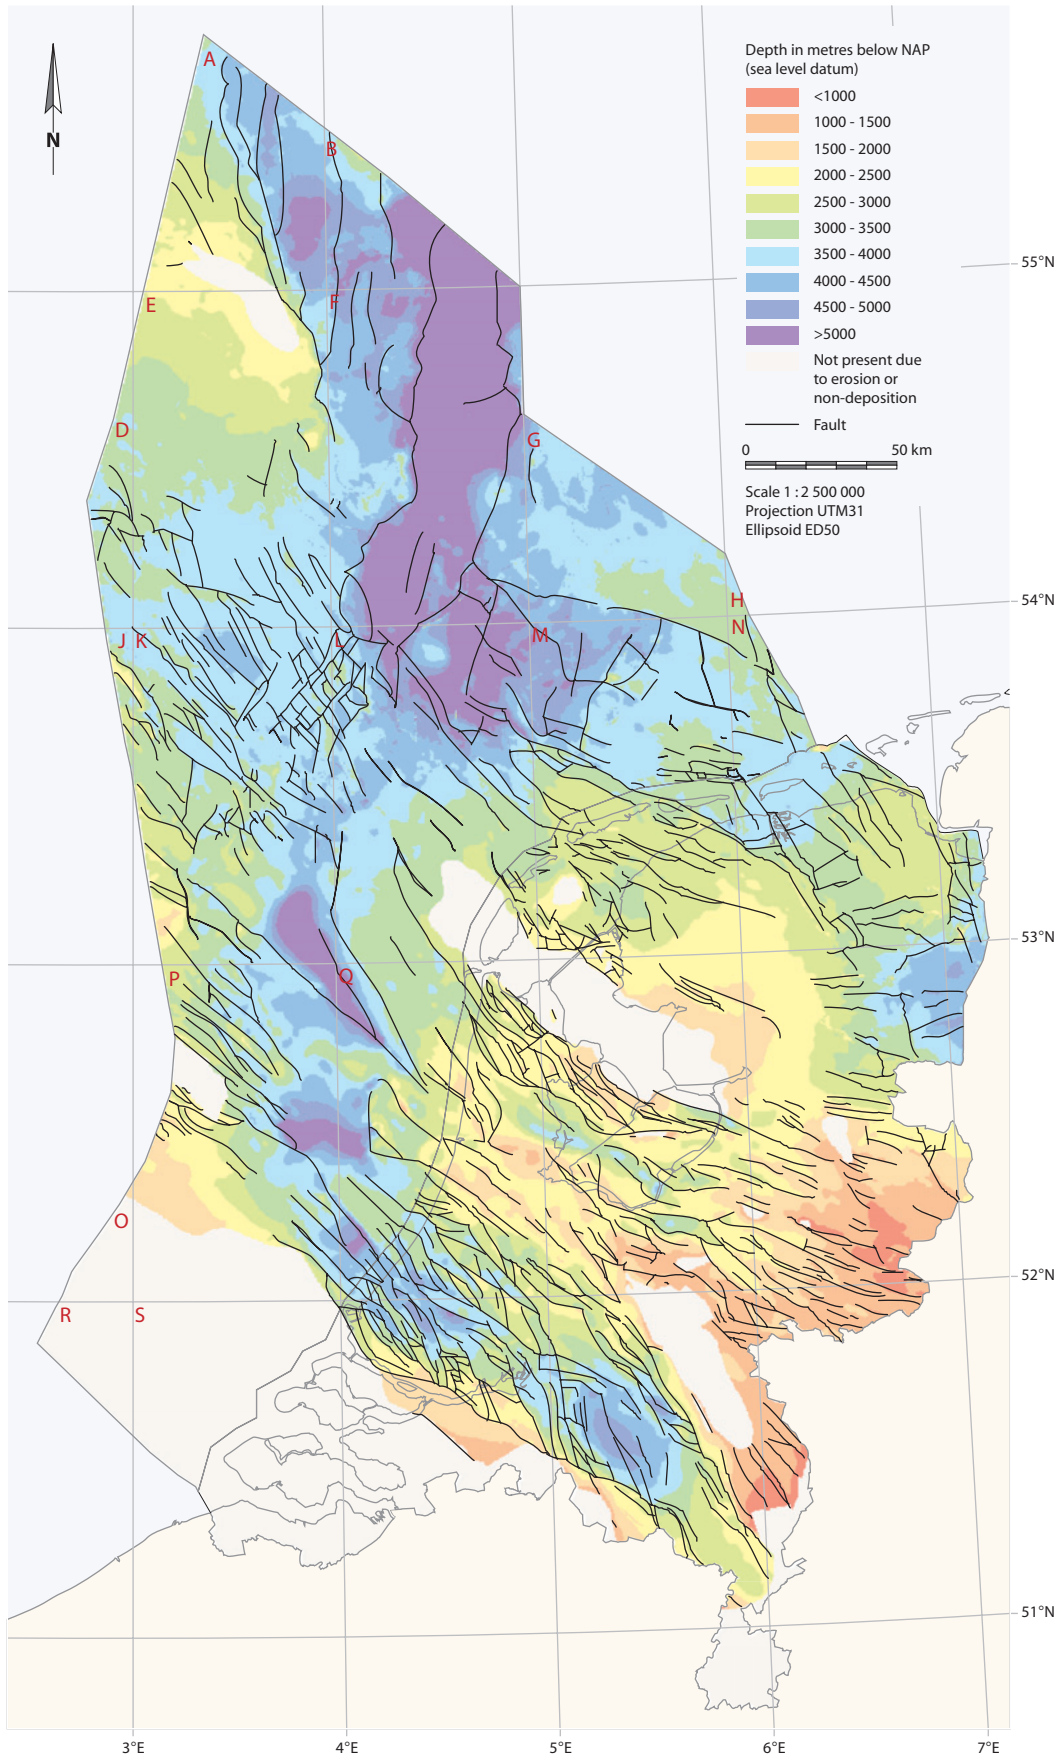 Depth in metres below NAP
(sea level datum)
<1000
1000 - 1500
1500 - 2000
2000 - 2500
2500 - 3000
3000 - 3500
3500 - 4000
4000 - 4500
4500 - 5000
>5000
Not present due
to erosion or
non-deposition
Fault
0 50 km
Scale 1 : 2 500 000
Projection UTM31
Ellipsoid ED50
N
A
B
55°N
E
F
D
G
H
54°N
N
J K
L
M
53°N
P
Q
O
52°N
R
S
51°N
3°E
4°E
5°E
6°E
7°E